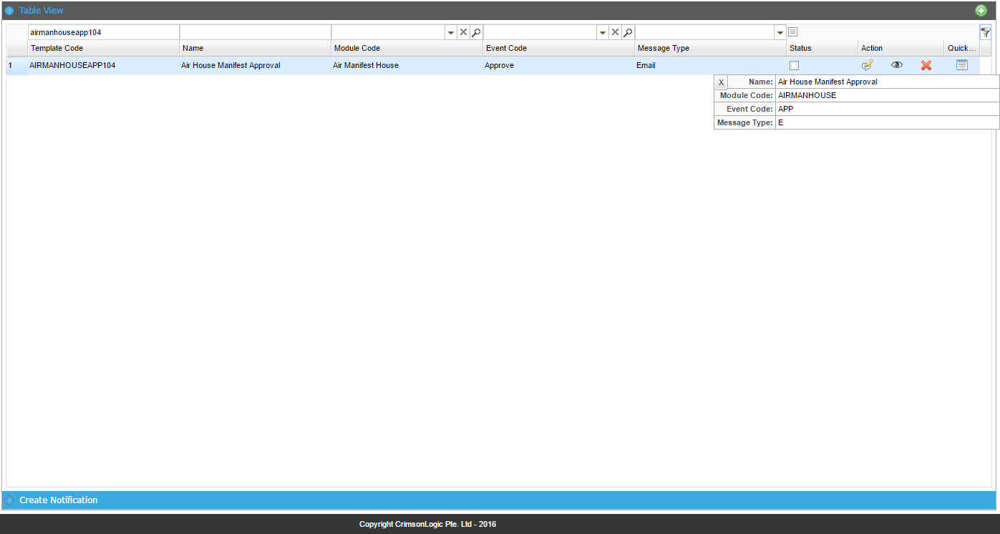 Table View
airmanhouseapp104
Template Code Name Module Code Event Code Message Type Status Action Quick...
1 AIRMANHOUSEAPP104 Air House Manifest Approval Air Manifest House Approve Email
X Name: Air House Manifest Approval
Module Code: AIRMANHOUSE
Event Code: APP
Message Type: E
Create Notification
Copyright CrimsonLogic Pte. Ltd - 2016